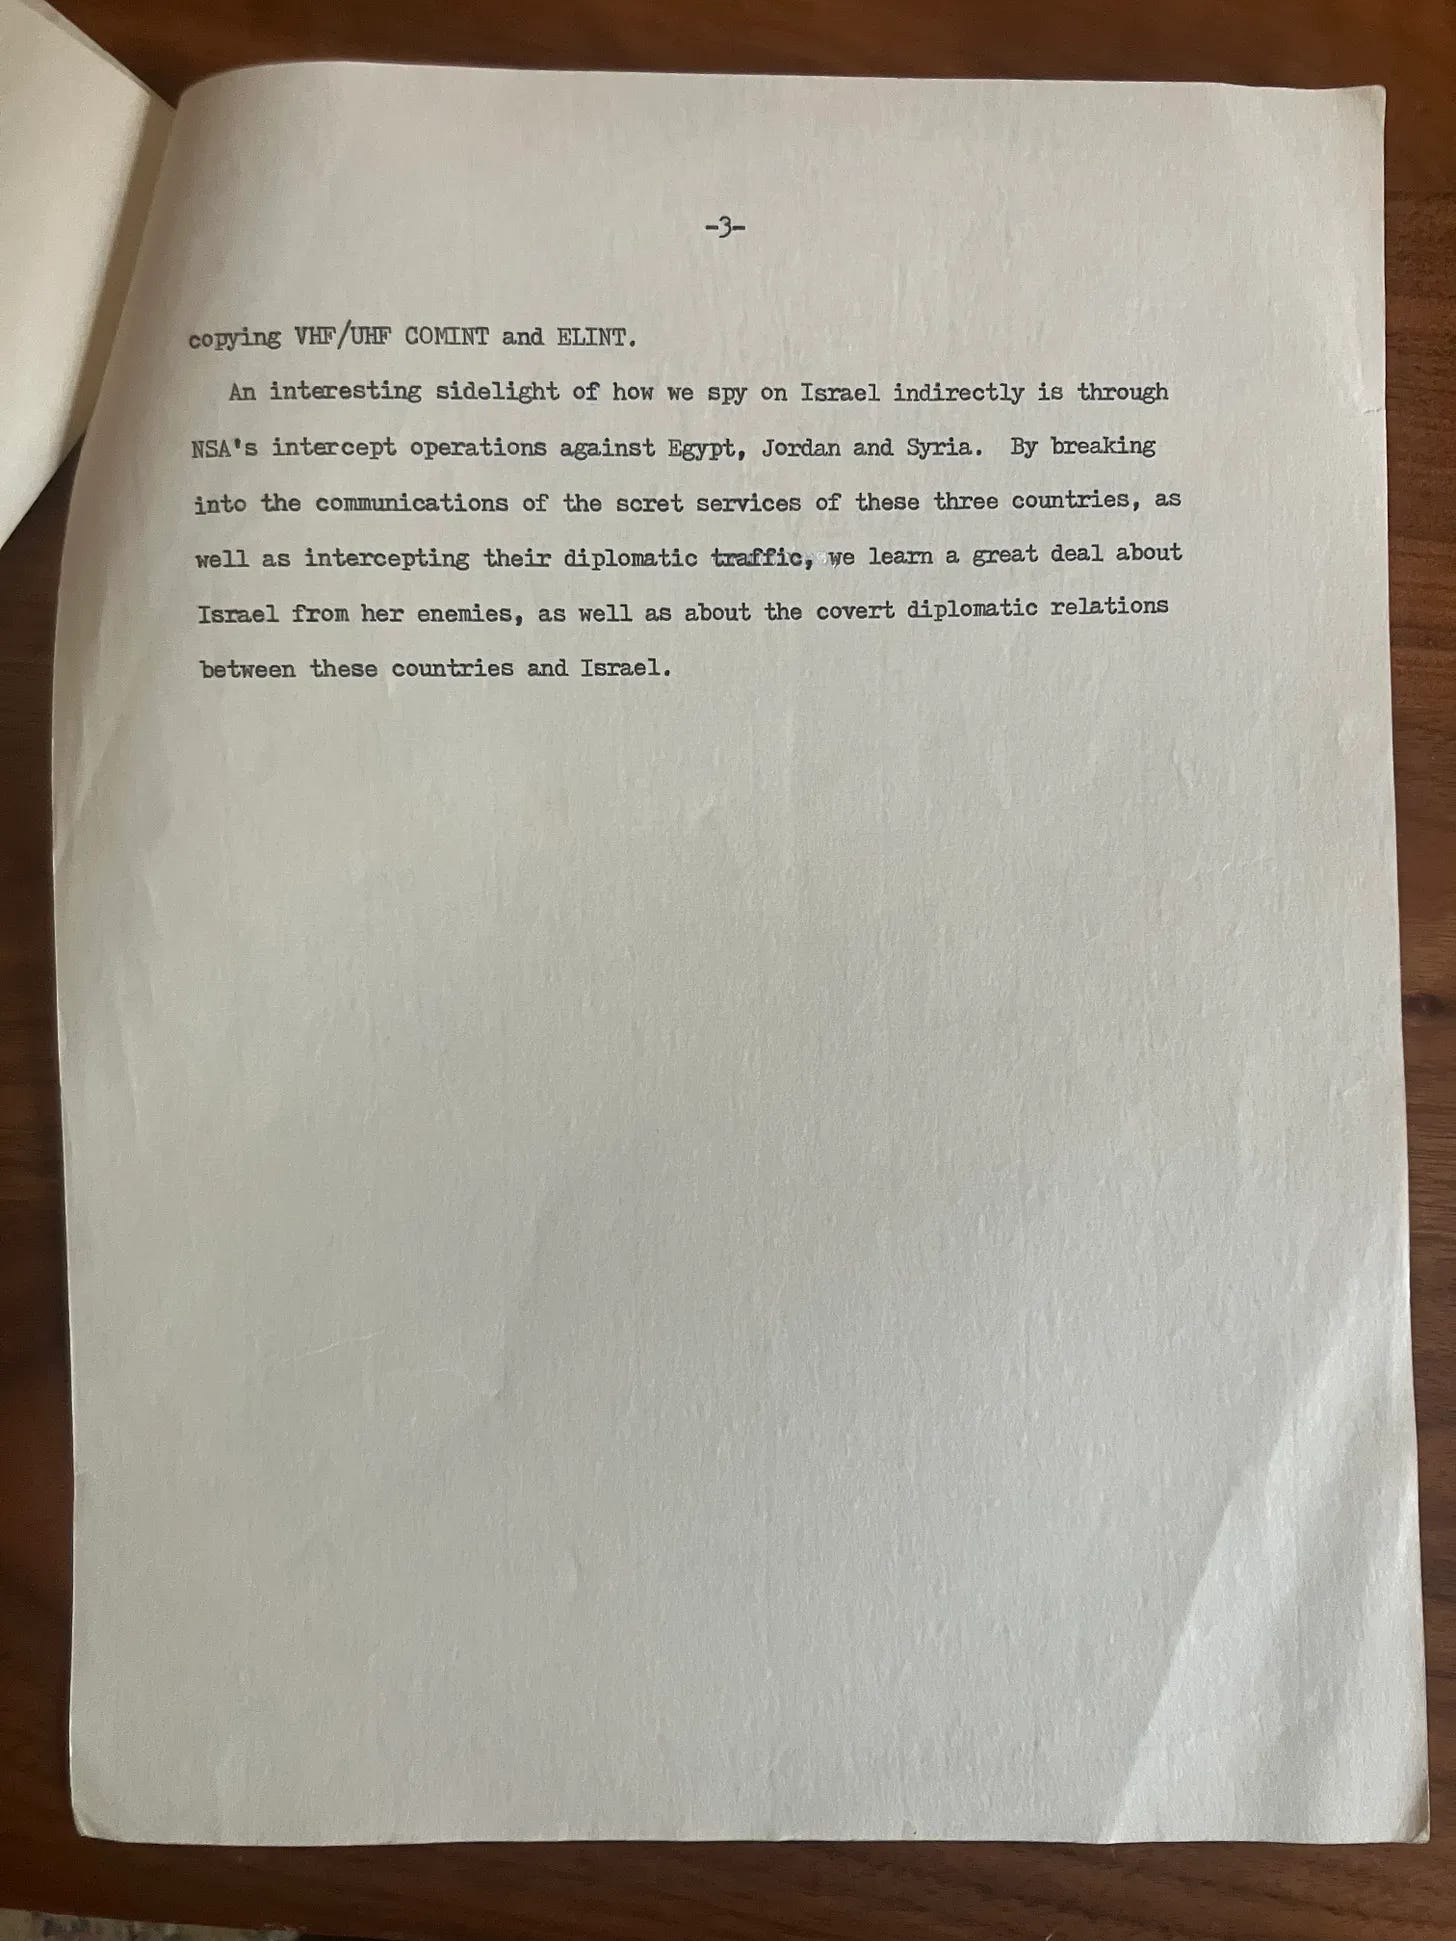 -3-
copying VHF/UHF COMINT and ELINT.
An interesting sidelight of how we spy on Israel indirectly is through
NSA's intercept operations against Egypt, Jordan and Syria. By breaking
into the communications of the scret services of these three countries, as
well as intercepting their diplomatic traffic, we learn a great deal about
Israel from her enemies, as well as about the covert diplomatic relations
between these countries and Israel.